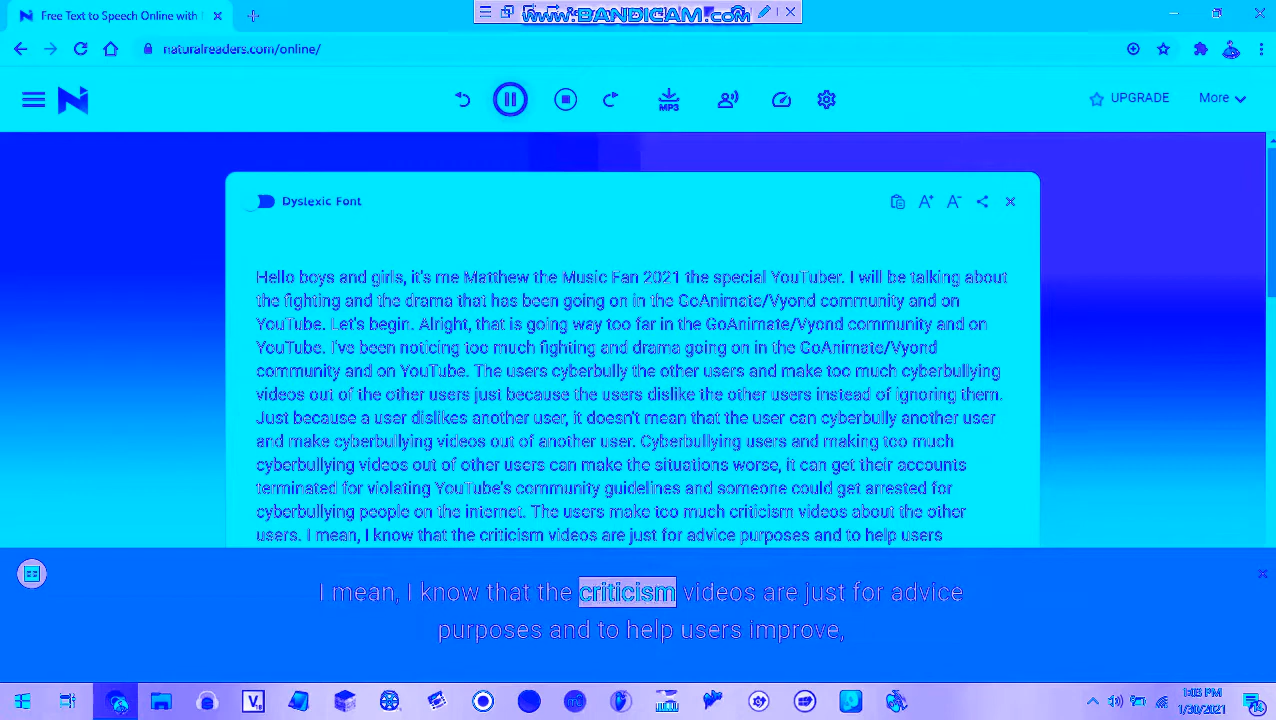 Free Text to Speech Online with
www.BANDICAM.com
naturalreaders.com/online/
MP3
UPGRADE
More
Dyslexic Font
Hello boys and girls, it's me Matthew the Music Fan 2021 the special YouTuber. I will be talking about
the fighting and the drama that has been going on in the GoAnimate/Vyond community and on
YouTube. Let's begin. Alright, that is going way too far in the GoAnimate/Vyond community and on
YouTube. I've been noticing too much fighting and drama going on in the GoAnimate/Vyond
community and on YouTube. The users cyberbully the other users and make too much cyberbullying
videos out of the other users just because the users dislike the other users instead of ignoring them.
Just because a user dislikes another user, it doesn't mean that the user can cyberbully another user
and make cyberbullying videos out of another user. Cyberbullying users and making too much
cyberbullying videos out of other users can make the situations worse, it can get their accounts
terminated for violating YouTube's community guidelines and someone could get arrested for
cyberbullying people on the internet. The users make too much criticism videos about the other
users. I mean, I know that the criticism videos are just for advice purposes and to help users
I mean, I know that the criticism videos are just for advice
purposes and to help users improve,
1:03 PM
1/30/2021